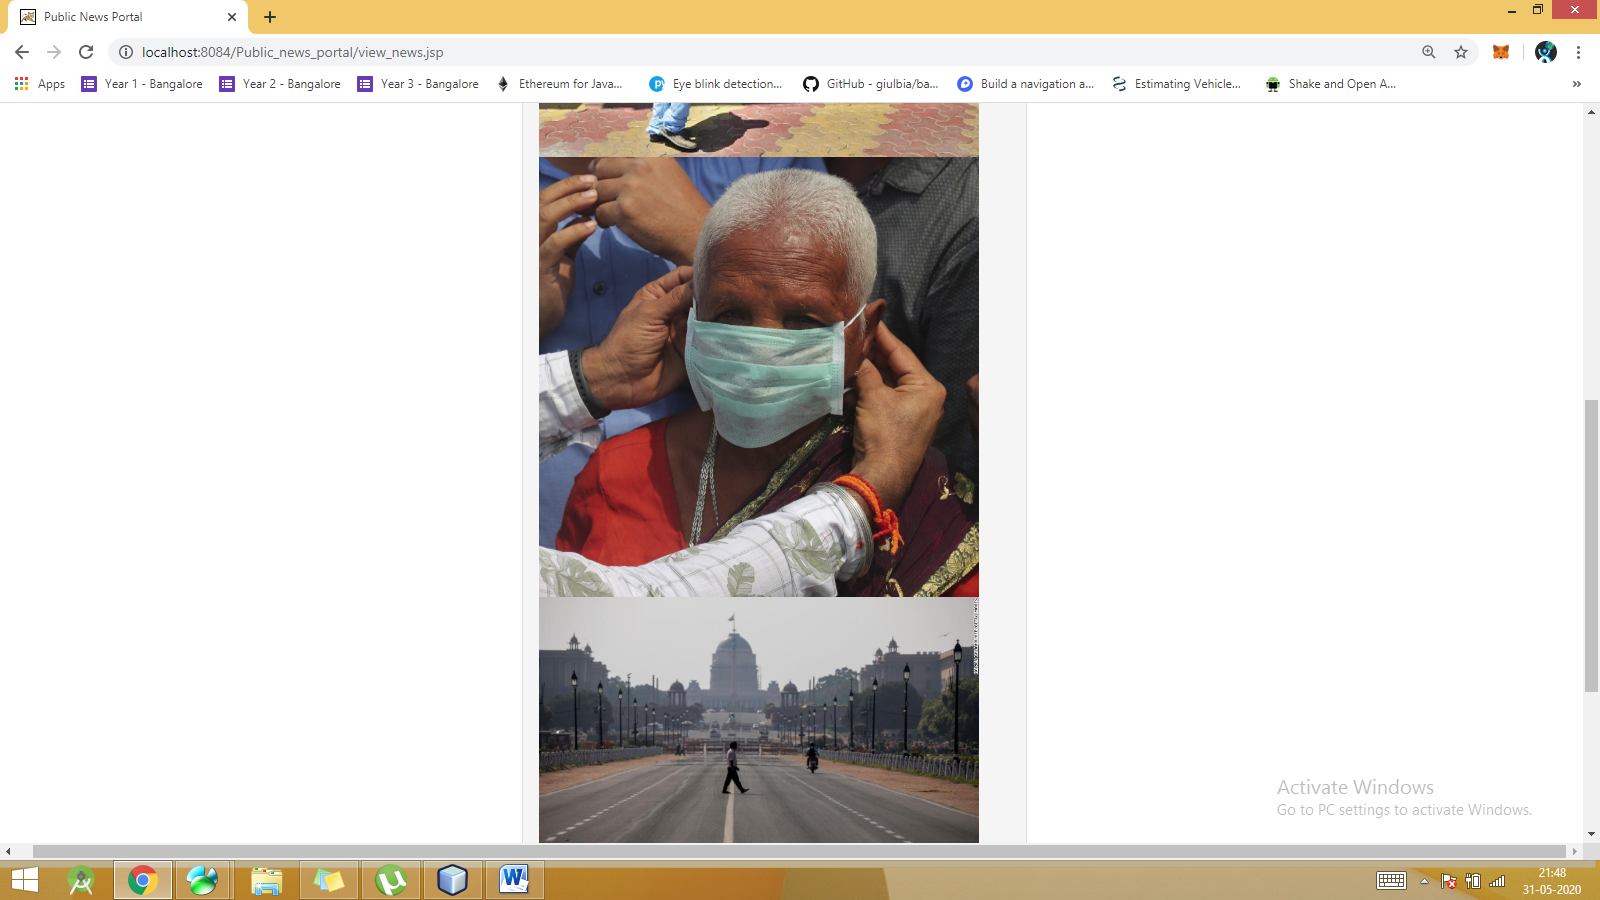 Public News Portal
localhost:8084/Public_news_portal/view_news.jsp
Apps
Year 1 - Bangalore
Year 2 - Bangalore
Year 3 - Bangalore
Ethereum for Java...
Eye blink detection...
GitHub - giulbia/ba...
Build a navigation a...
Estimating Vehicle...
Shake and Open A...
»
Activate Windows
Go to PC settings to activate Windows.
21:48
31-05-2020